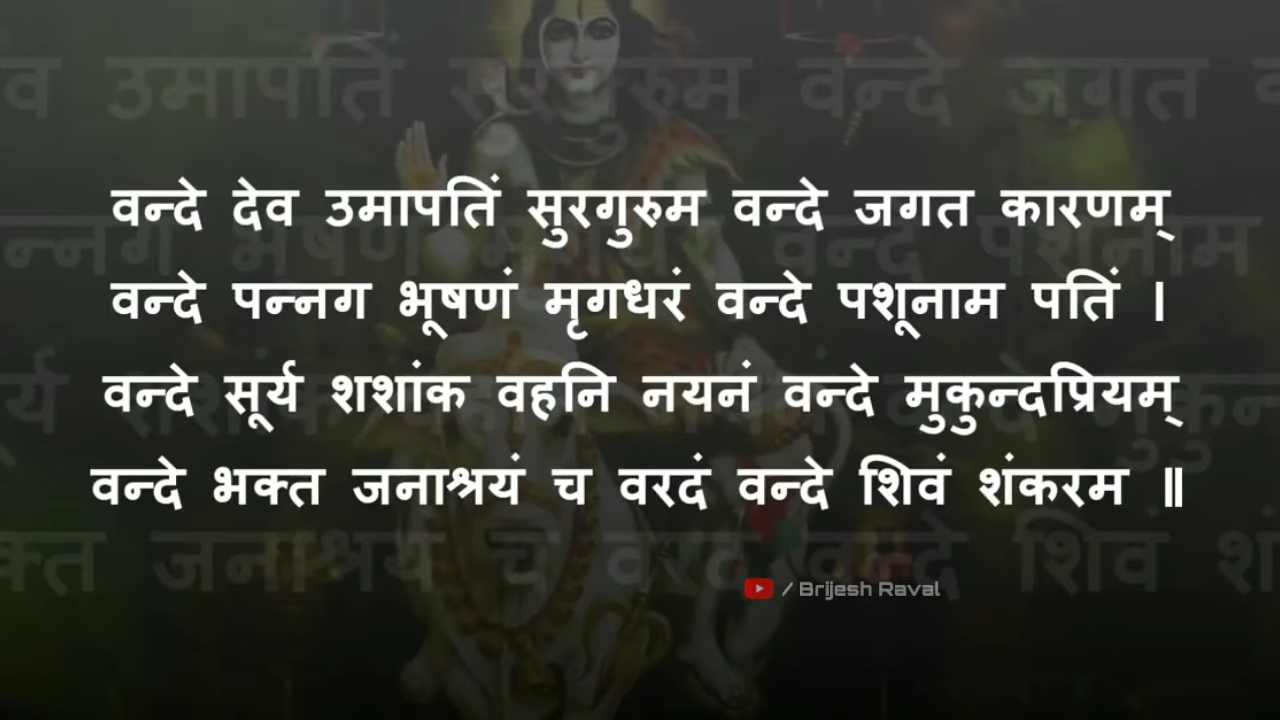 वन्दे देव उमापतिं सुरगुरुम वन्दे जगत कारणम्
वन्दे पन्नग भूषणं मृगधरं वन्दे पशूनाम पतिं ।
वन्दे सूर्य शशांक वहनि नयनं वन्दे मुकुन्दप्रियम्
वन्दे भक्त जनाश्रयं च वरदं वन्दे शिवं शंकरम ॥
/ Brijesh Raval